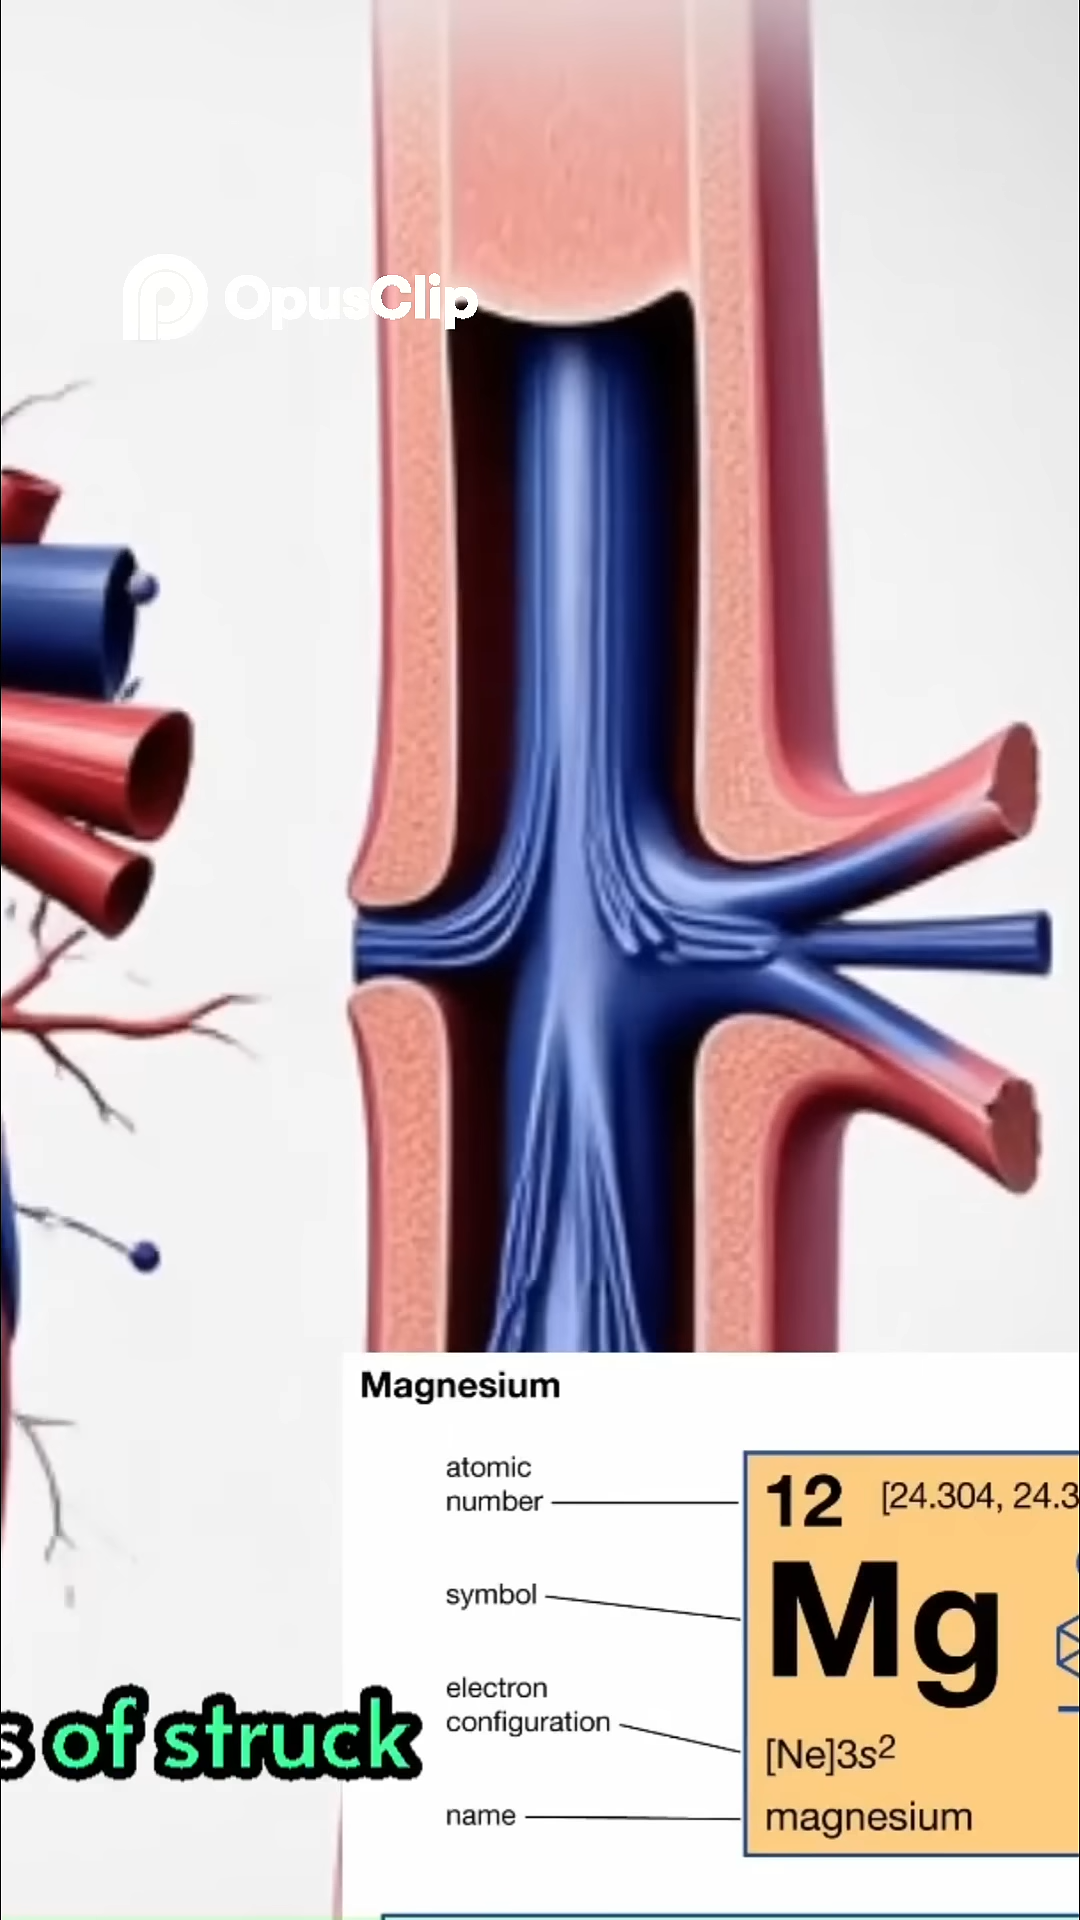 OpusClip
Magnesium
atomic
number
12 [24.304, 24.3
symbol
Mg
electron
configuration
[Ne]3s²
name
magnesium
of struck